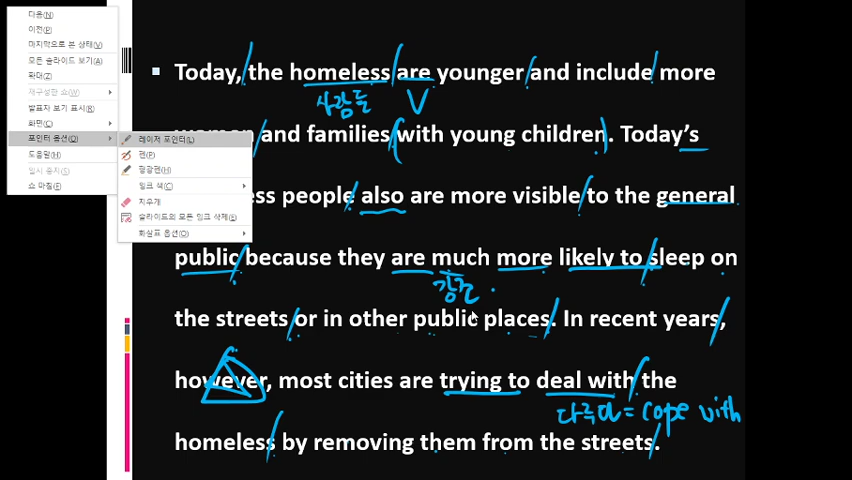 다음(N)
이전(P)
마지막으로 본 상태(V)
모든 슬라이드 보기(A)
확대(Z)
재구성한 쇼(W)
발표자 보기 표시(R)
화면(C)
포인터 옵션(O)
도움말(H)
일시 중지(S)
쇼 마침(E)
레이저 포인터(L)
펜(P)
형광펜(H)
잉크 색(C)
지우개
슬라이드의 모든 잉크 삭제(E)
화살표 옵션(O)
Today, the homeless are younger and include more
사람들 V
and families with young children. Today's
ess people also are more visible to the general
public because they are much more likely to sleep on
강조
the streets or in other public places. In recent years,
however, most cities are trying to deal with the
다루다 = cope with
homeless by removing them from the streets.